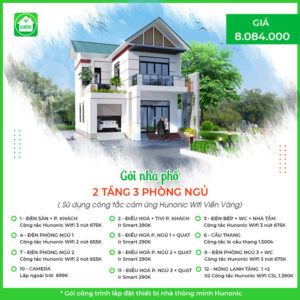 HUNONIC
GIÁ
8.084.000
Gói nhà phố
2 TẦNG 3 PHÒNG NGỦ
( Sử dụng công tắc cảm ứng Hunonic Wifi Viền Vàng)
1 - ĐÈN SÂN + P. KHÁCH
Công tắc Hunonic Wifi 3 nút 675K
2 - ĐIỀU HOÀ + TIVI P. KHÁCH
Ir Smart 290K
3 - ĐÈN BẾP + WC + NHÀ TẮM
Công tắc Hunonic WiFi 3 nút 675K
4 - ĐÈN PHÒNG NGỦ 1
Công tắc Hunonic Wifi 2 nút 655K
5 - ĐIỀU HOÀ P. NGỦ 1 + QUẠT
Ir Smart 290K
6 - CẦU THANG
Công tắc lẻ cầu thang 1.500k
7 - ĐÈN PHÒNG NGỦ 2
Công tắc Hunonic Wifi 2 nút 655K
8 - ĐIỀU HOÀ P. NGỦ 2 + QUẠT
Ir Smart 290K
9 - ĐÈN PHÒNG NGỦ 3 + WC
Công tắc Hunonic WiFi 3 nút 675K
10 - CAMERA
Lắp ngoài trời 699K
11 - ĐIỀU HOÀ P. NGỦ 3 + QUẠT
Ir Smart 290K
12 - NÓNG LẠNH TẦNG 1 +2
02 Công tắc Hunonic Wifi CSL 1.390K
* Gói công trình lắp đặt thiết bị nhà thông minh Hunonic